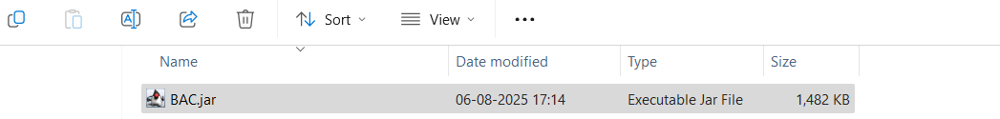 Sort View
Name Date modified Type Size
BAC.jar 06-08-2025 17:14 Executable Jar File 1,482 KB